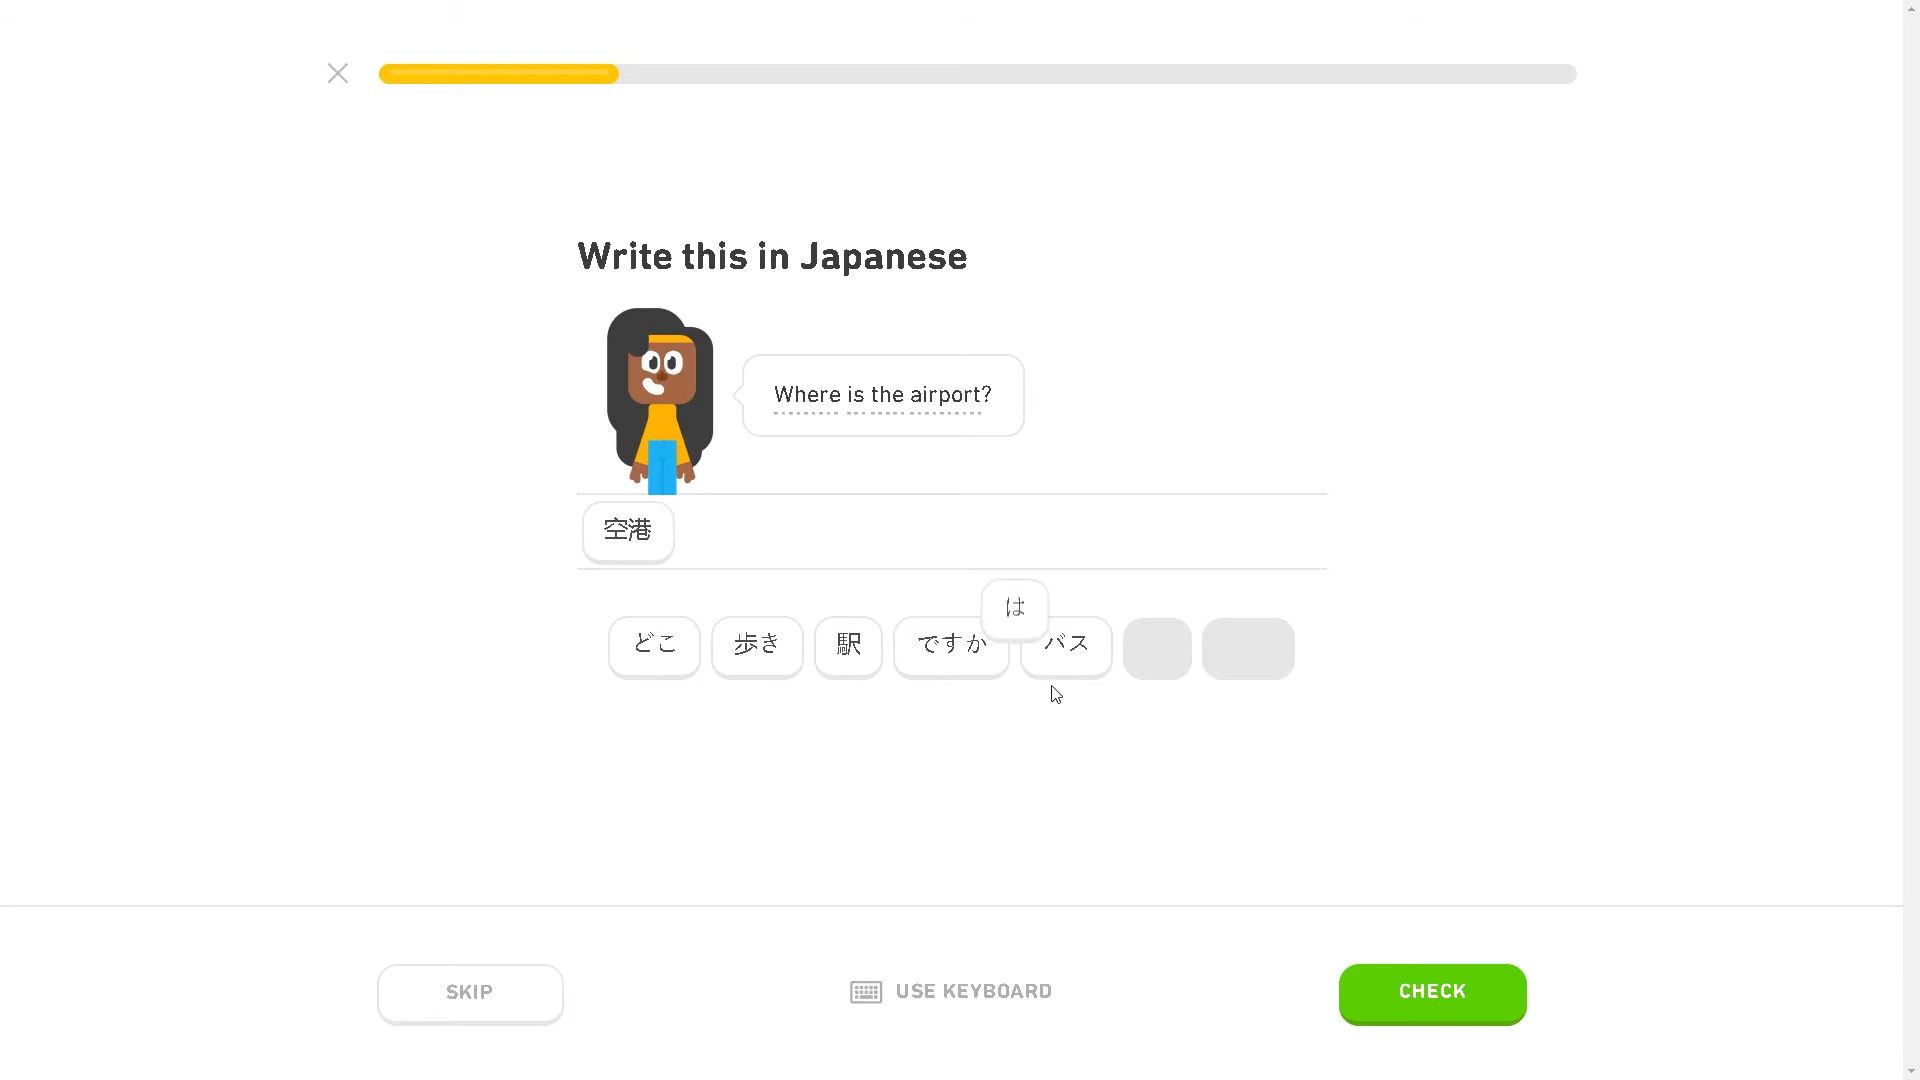 Write this in Japanese
Where is the airport?
空港
は
どこ 歩き 駅 ですか バス
SKIP USE KEYBOARD CHECK